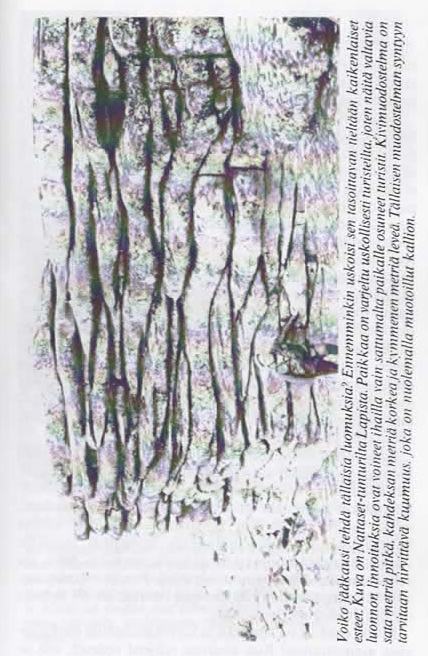 Voiko jääkausi tehdä tällaisia luomuksia? Ennemminkin uskoisi sen tasoittavan tieltään kaikenlaiset
esteet. Kuva on Nattaset-tunturilta Lapista. Paikkaa on varjeltu uskollisesti turisteilta, joten näitä valtavia
luonnon linnoituksia ovat voineet ihailla vain sattumalta paikalle osuneet turistit. Kivimuodostelma on
sata metriä pitkä, kahdeksan metriä korkea ja kymmenen metriä leveä. Tällaisen muodostelman syntyyn
tarvitaan hirvittävä kuumuus, joka on nuolemalla muotoillut kallion.